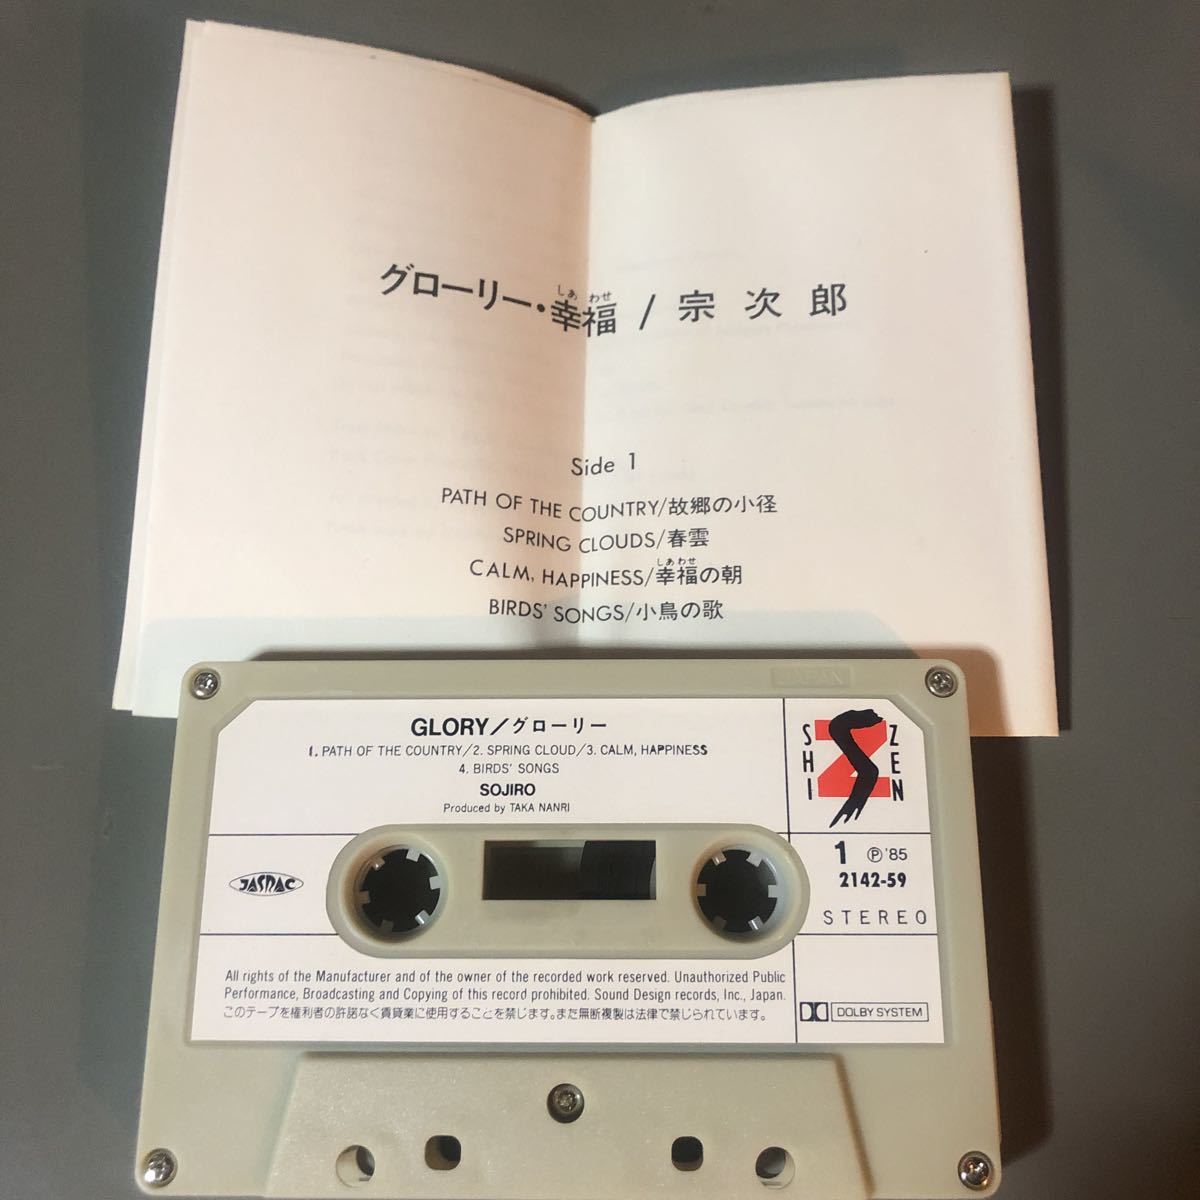 グローリー・幸福 / 宗次郎
しあ わせ
Side 1
PATH OF THE COUNTRY/故郷の小径
SPRING CLOUDS/春雲
しあわせ
CALM, HAPPINESS/幸福の朝
BIRDS' SONGS/小鳥の歌
JAPAN
GLORY/グローリー
1. PATH OF THE COUNTRY/2. SPRING CLOUD/3. CALM, HAPPINESS
4. BIRDS' SONGS
SOJIRO
Produced by TAKA NANRI
SHI ZEN
JASRAC
1 Ⓟ'85
2142-59
STEREO
All rights of the Manufacturer and of the owner of the recorded work reserved. Unauthorized Public
Performance, Broadcasting and Copying of this record prohibited. Sound Design records, Inc., Japan.
このテープを権利者の許諾なく賃貸業に使用することを禁じます。また無断複製は法律で禁じられています。
DOLBY SYSTEM